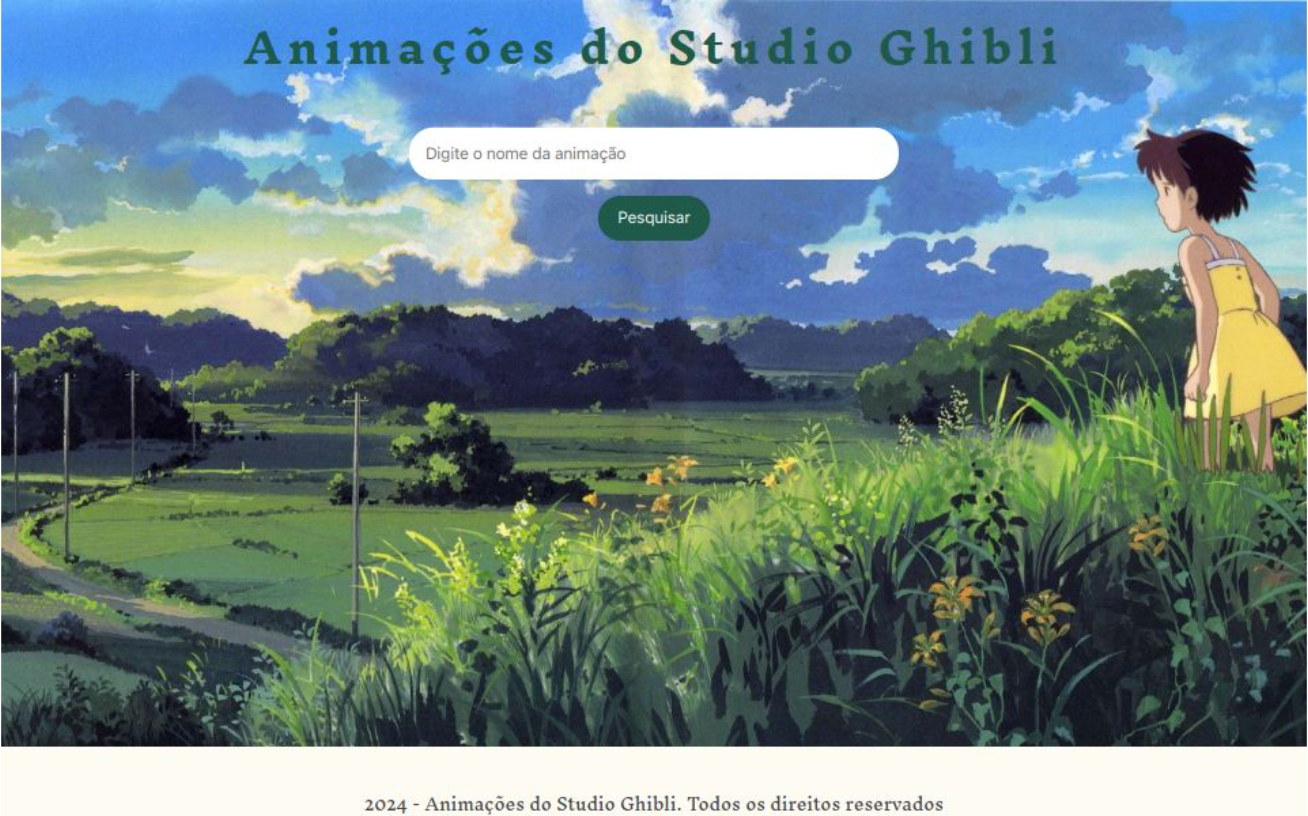 Animações do Studio Ghibli
Digite o nome da animação
Pesquisar
2024 - Animações do Studio Ghibli. Todos os direitos reservados